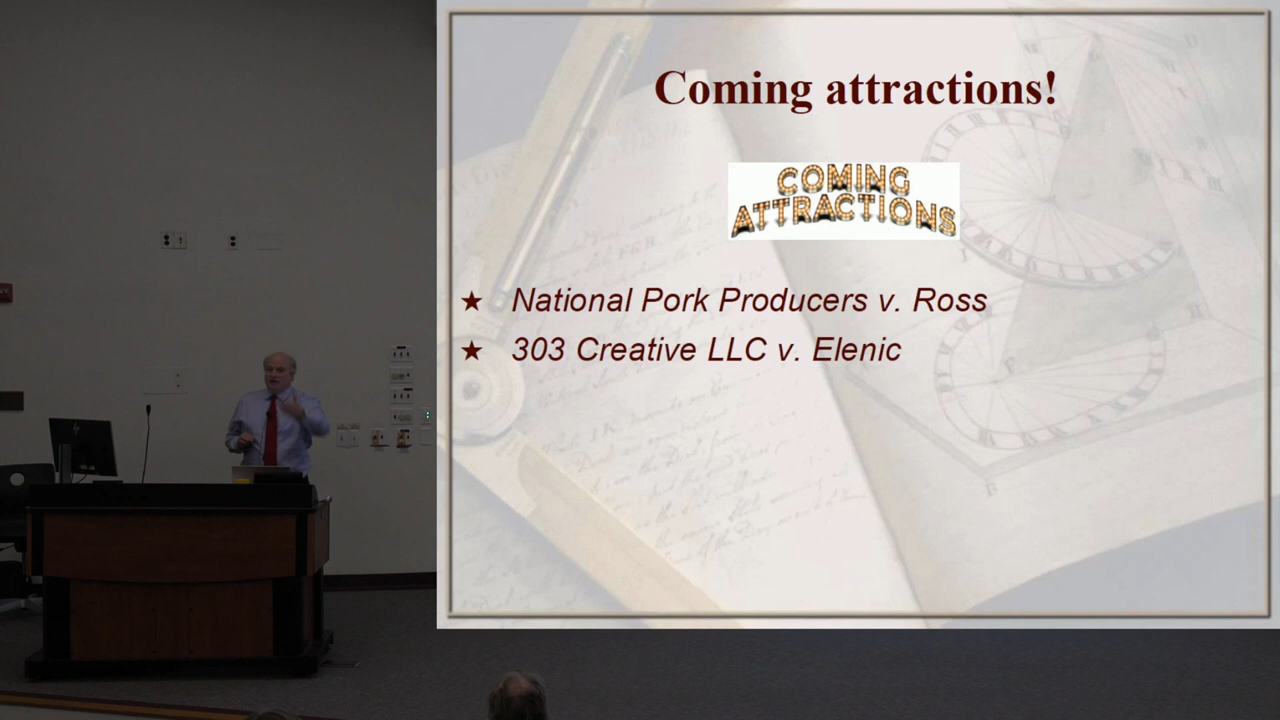 Coming attractions!
COMING
ATTRACTIONS
★ National Pork Producers v. Ross
★ 303 Creative LLC v. Elenic